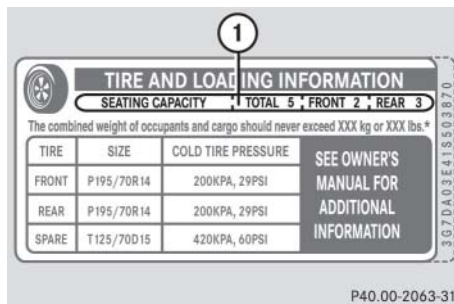 1
TIRE AND LOADING INFORMATION
SEATING CAPACITY TOTAL 5 FRONT 2 REAR 3
The combined weight of occupants and cargo should never exceed XXX kg or XXX lbs.*
TIRE SIZE COLD TIRE PRESSURE
FRONT P195/70R14 200KPA, 29PSI
REAR P195/70R14 200KPA, 29PSI
SPARE T125/70D15 420KPA, 60PSI
SEE OWNER'S
MANUAL FOR
ADDITIONAL
INFORMATION
3G7DA03E41S503870
P40.00-2063-31